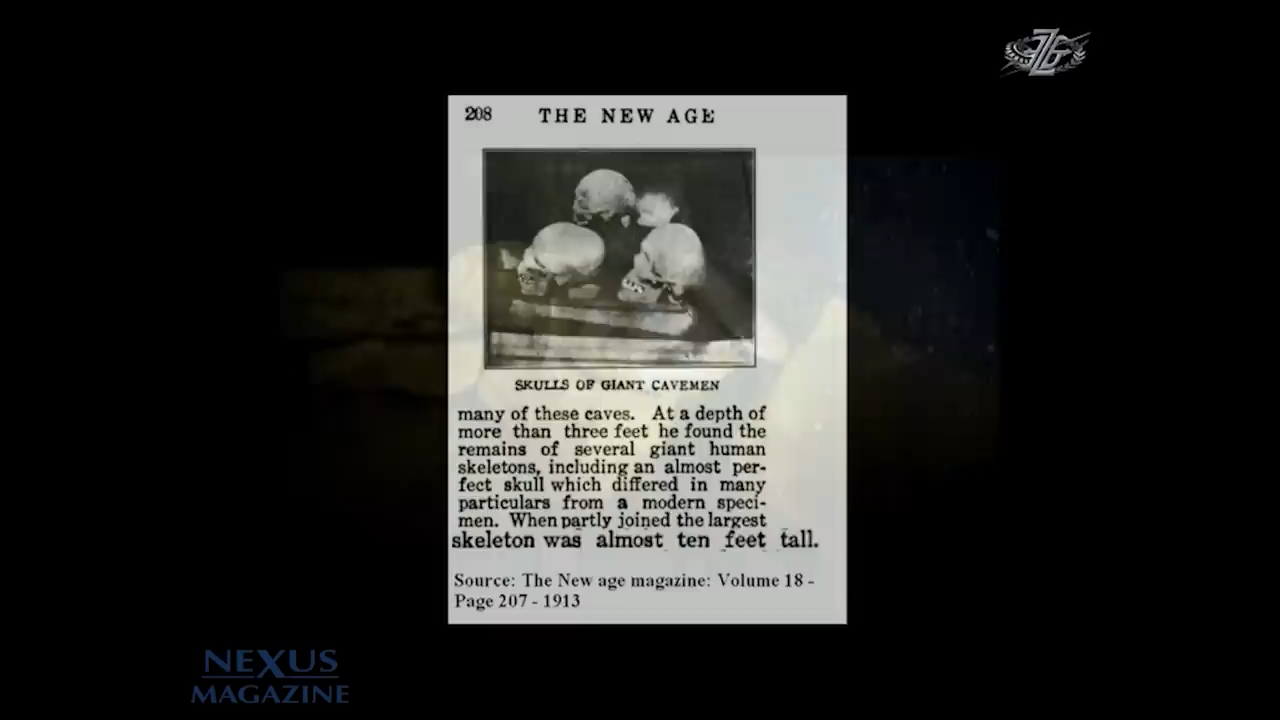 208 THE NEW AGE
SKULLS OF GIANT CAVEMEN
many of these caves. At a depth of
more than three feet he found the
remains of several giant human
skeletons, including an almost per-
fect skull which differed in many
particulars from a modern speci-
men. When partly joined the largest
skeleton was almost ten feet tall.
Source: The New age magazine: Volume 18 -
Page 207 - 1913
NEXUS
MAGAZINE